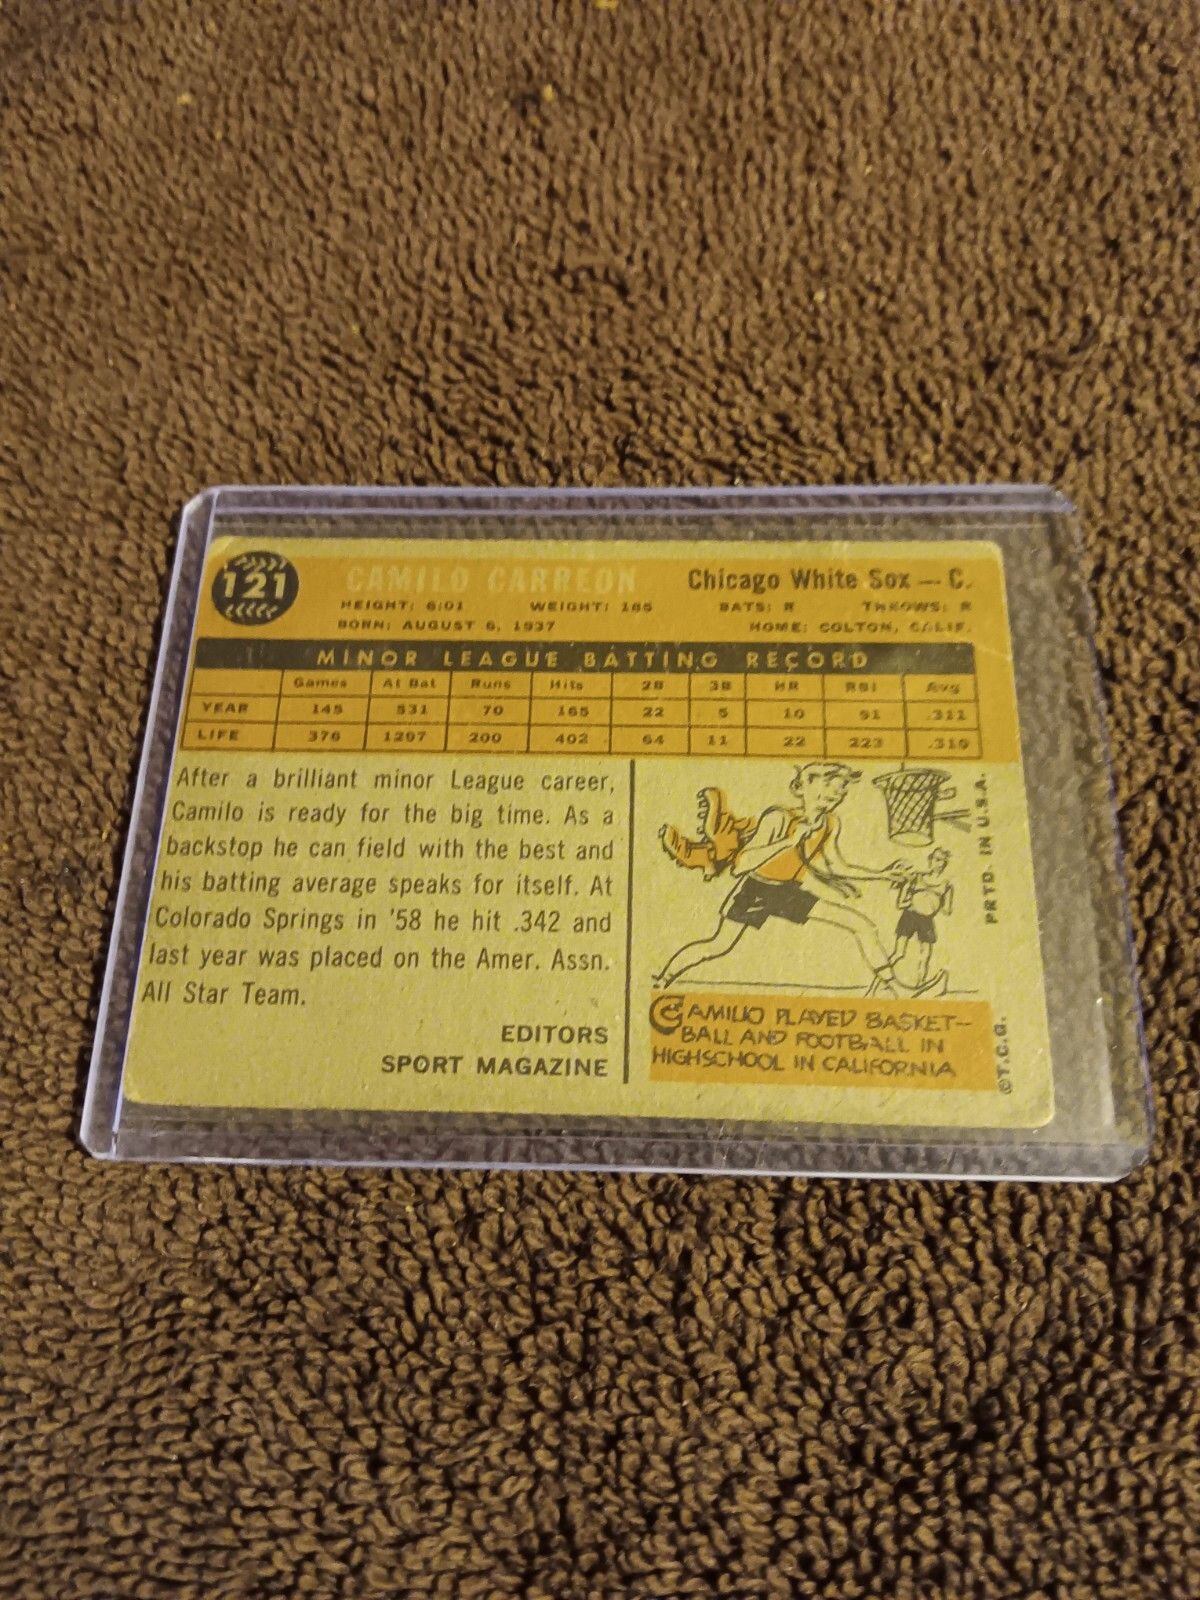 121
CAMILO CARREON
Chicago White Sox — C.
HEIGHT: 6:01 WEIGHT: 185 BATS: R THROWS: R
BORN: AUGUST 6, 1937 HOME: COLTON, CALIF.
MINOR LEAGUE BATTING RECORD
Games At Bat Runs Hits 2B 3B HR RBI Avg
YEAR 145 531 70 165 22 5 10 91 .311
LIFE 376 1297 200 402 64 11 22 223 .310
After a brilliant minor League career,
Camilo is ready for the big time. As a
backstop he can field with the best and
his batting average speaks for itself. At
Colorado Springs in '58 he hit .342 and
last year was placed on the Amer. Assn.
All Star Team.
EDITORS
SPORT MAGAZINE
CAMILIO PLAYED BASKET-
BALL AND FOOTBALL IN
HIGHSCHOOL IN CALIFORNIA
©T.C.G. PRTD. IN U.S.A.